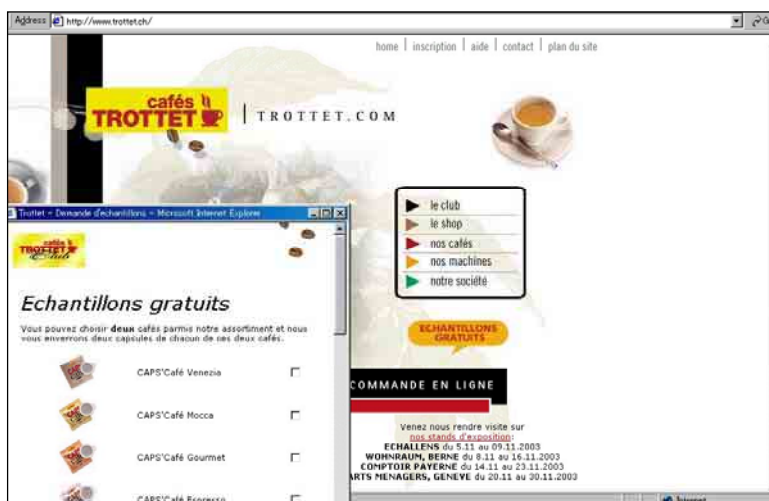 Address http://www.trottet.ch/
home | inscription | aide | contact | plan du site
cafés
TROTTET
TROTTET.COM
le club
le shop
nos cafés
nos machines
notre société
ECHANTILLONS
GRATUITS
COMMANDE EN LIGNE
Venez nous rendre visite sur
nos stands d'exposition:
ECHALLENS du 5.11 au 09.11.2003
WOHNRAUM, BERNE du 8.11 au 16.11.2003
COMPTOIR PAYERNE du 14.11 au 23.11.2003
ARTS MENAGERS, GENEVE du 20.11 au 30.11.2003
Trottet - Demande d'echantillons - Microsoft Internet Explorer
cafés
TROTTET
Club
Echantillons gratuits
Vous pouvez choisir deux cafés parmis notre assortiment et nous
vous enverrons deux capsules de chacun de ces deux cafés.
CAPS'Café Venezia
CAPS'Café Mocca
CAPS'Café Gourmet
CAPS'Café Espresso
Internet